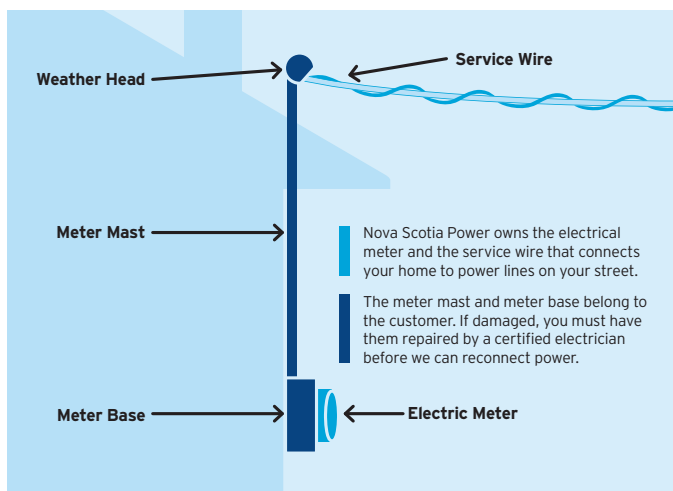 Service Wire
Weather Head
Meter Mast
Nova Scotia Power owns the electrical
meter and the service wire that connects
your home to power lines on your street.
The meter mast and meter base belong to
the customer. If damaged, you must have
them repaired by a certified electrician
before we can reconnect power.
Meter Base
Electric Meter